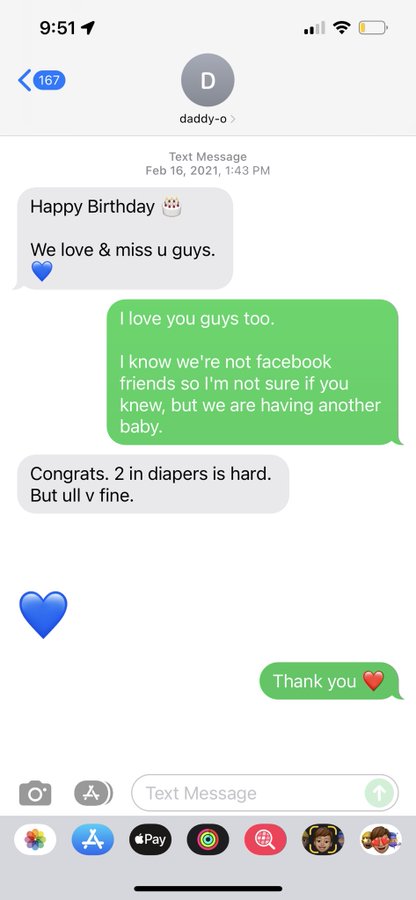 9:51
167
D
daddy-o
Text Message
Feb 16, 2021, 1:43 PM
Happy Birthday 🎂
We love & miss u guys.
💙
I love you guys too.
I know we're not facebook
friends so I'm not sure if you
knew, but we are having another
baby.
Congrats. 2 in diapers is hard.
But ull v fine.
💙
Thank you ❤️
Text Message
Pay